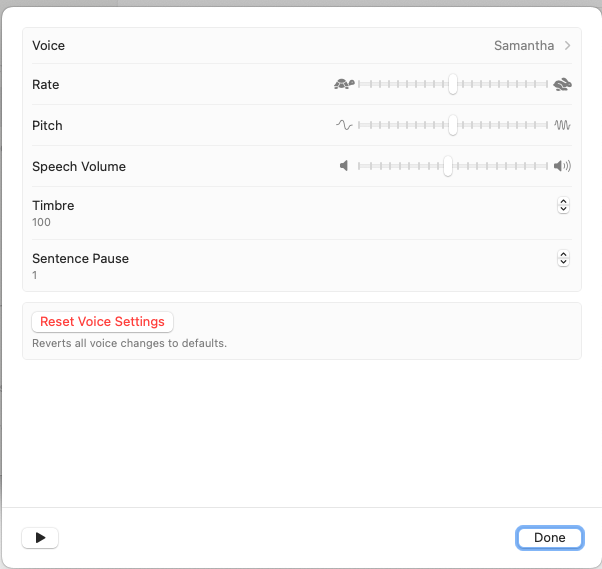 Voice
Samantha
Rate
Pitch
Speech Volume
Timbre
100
Sentence Pause
1
Reset Voice Settings
Reverts all voice changes to defaults.
Done